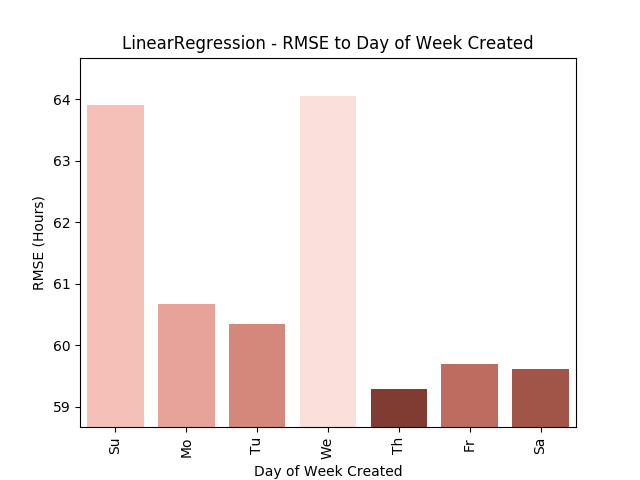 LinearRegression - RMSE to Day of Week Created
RMSE (Hours)
64
63
62
61
60
59
Su
Mo
Tu
We
Th
Fr
Sa
Day of Week Created